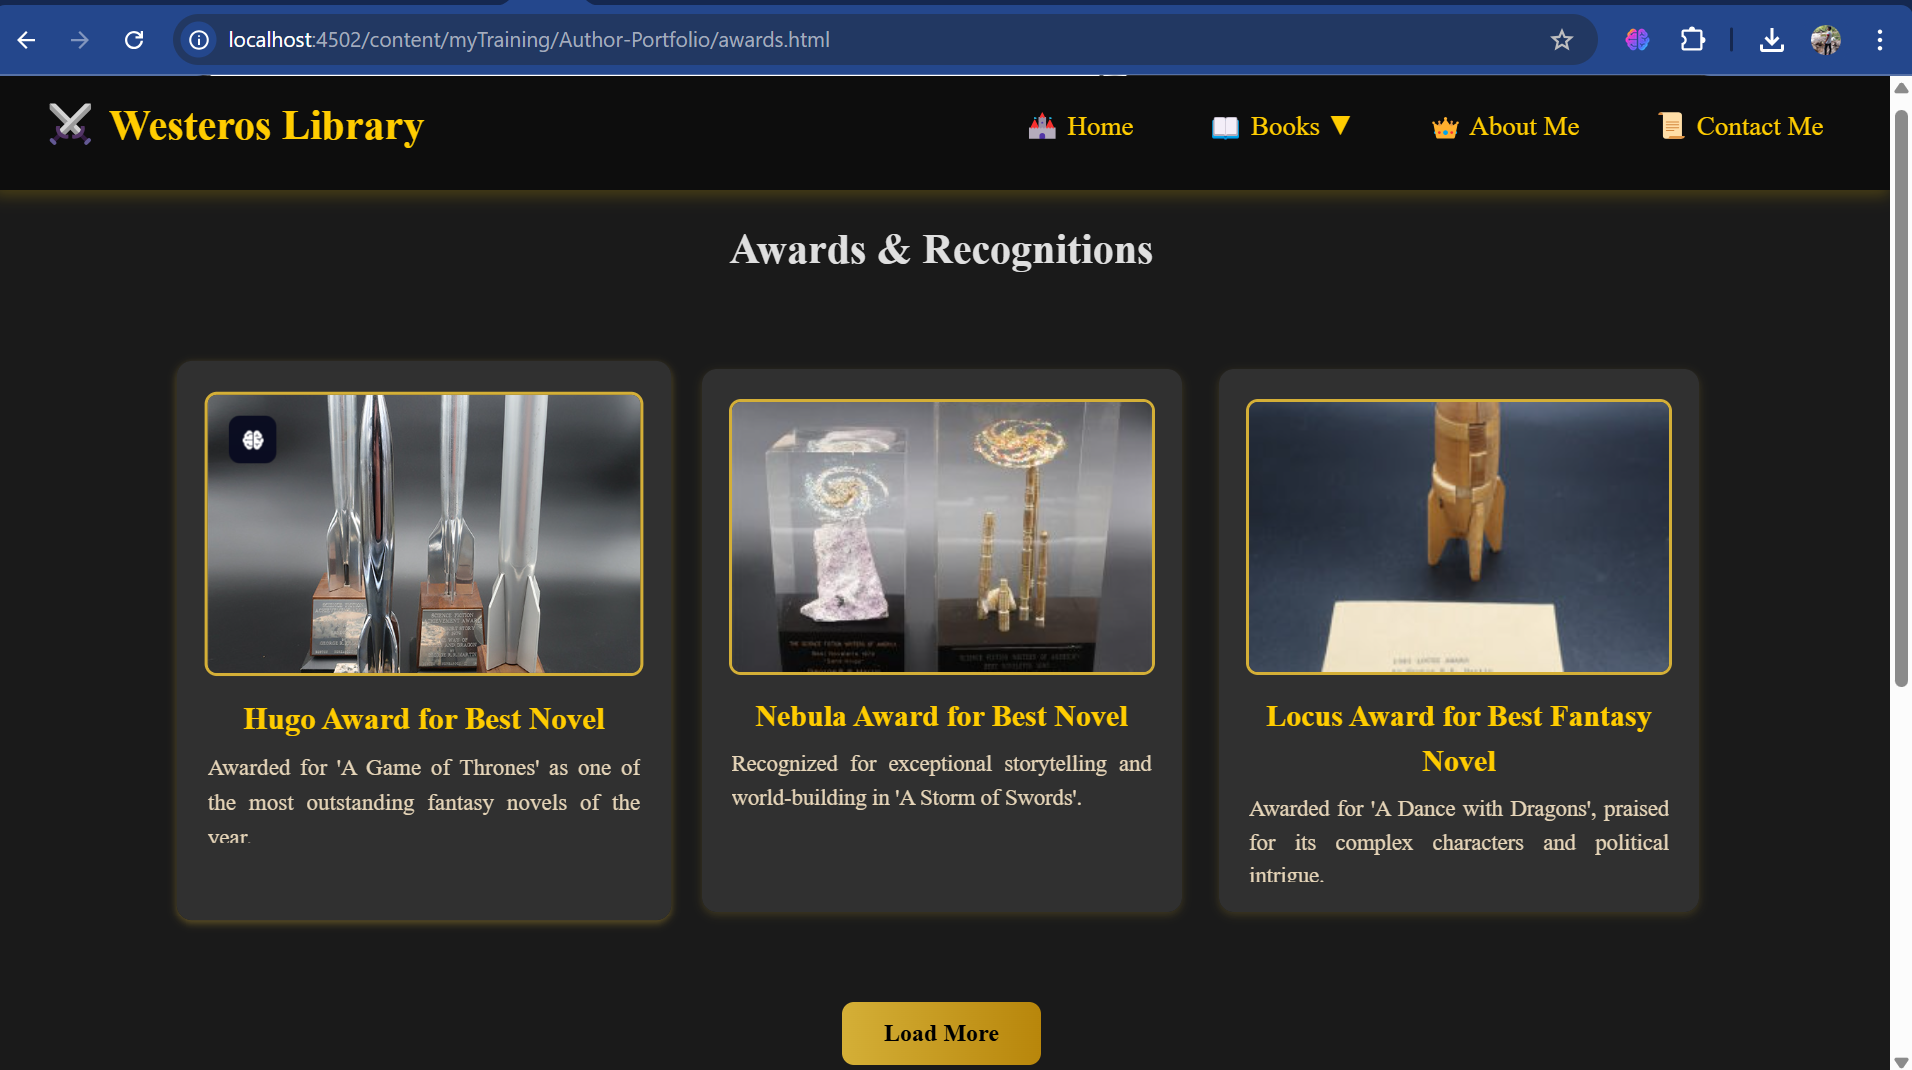 localhost:4502/content/myTraining/Author-Portfolio/awards.html
Westeros Library
Home
Books ▼
About Me
Contact Me
Awards & Recognitions
Hugo Award for Best Novel
Awarded for 'A Game of Thrones' as one of
the most outstanding fantasy novels of the
year.
Nebula Award for Best Novel
Recognized for exceptional storytelling and
world-building in 'A Storm of Swords'.
Locus Award for Best Fantasy
Novel
Awarded for 'A Dance with Dragons', praised
for its complex characters and political
intrigue.
Load More